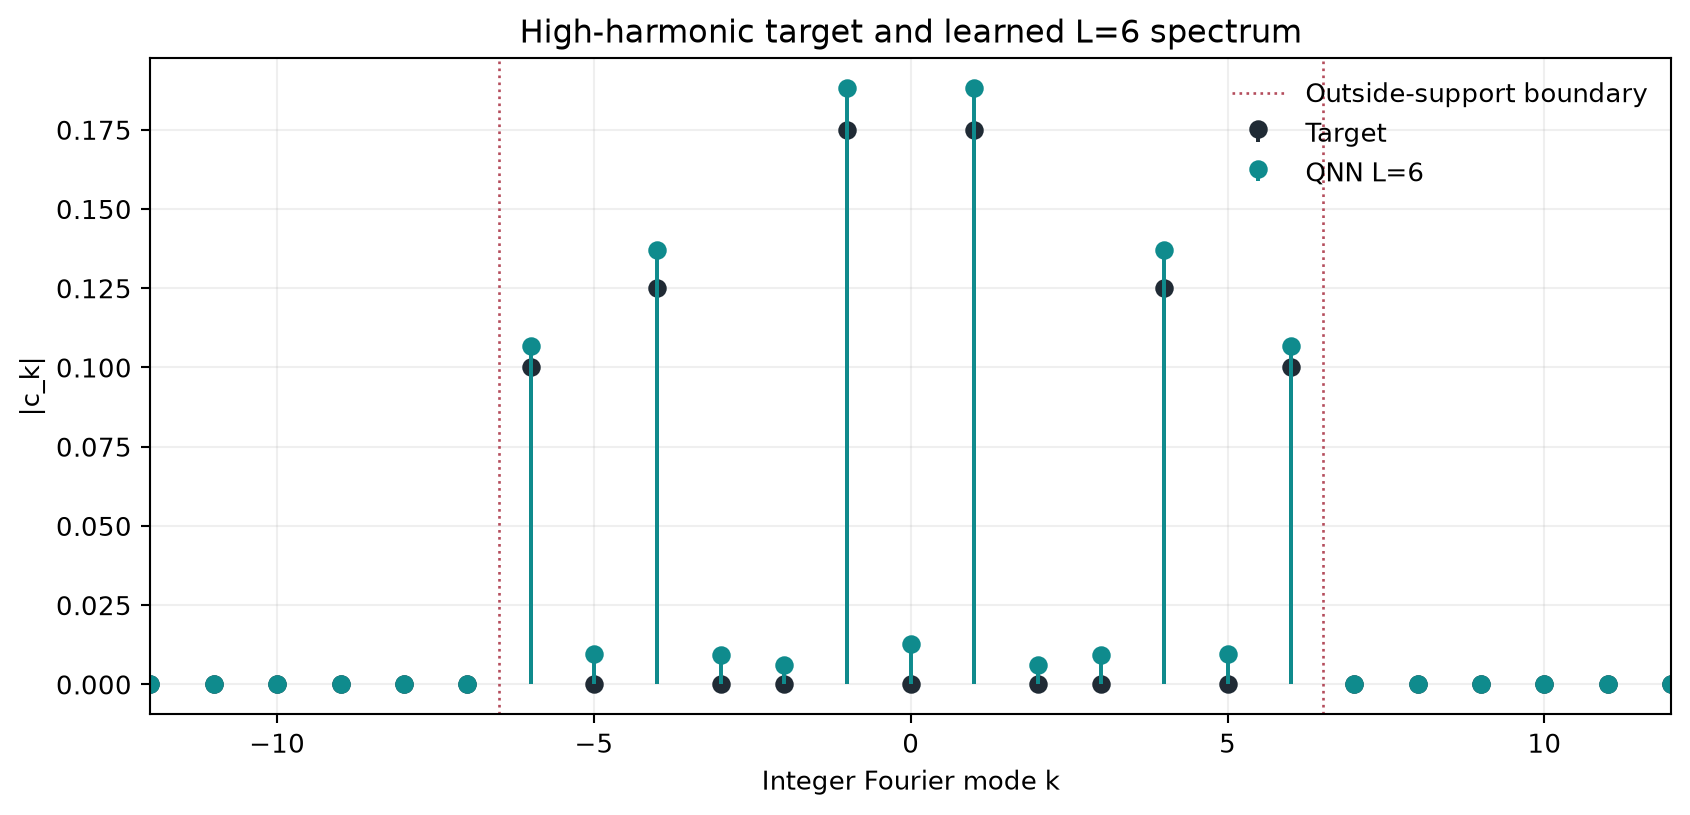 High-harmonic target and learned L=6 spectrum
Outside-support boundary
Target
QNN L=6
|c_k|
0.175
0.150
0.125
0.100
0.075
0.050
0.025
0.000
−10
−5
0
5
10
Integer Fourier mode k